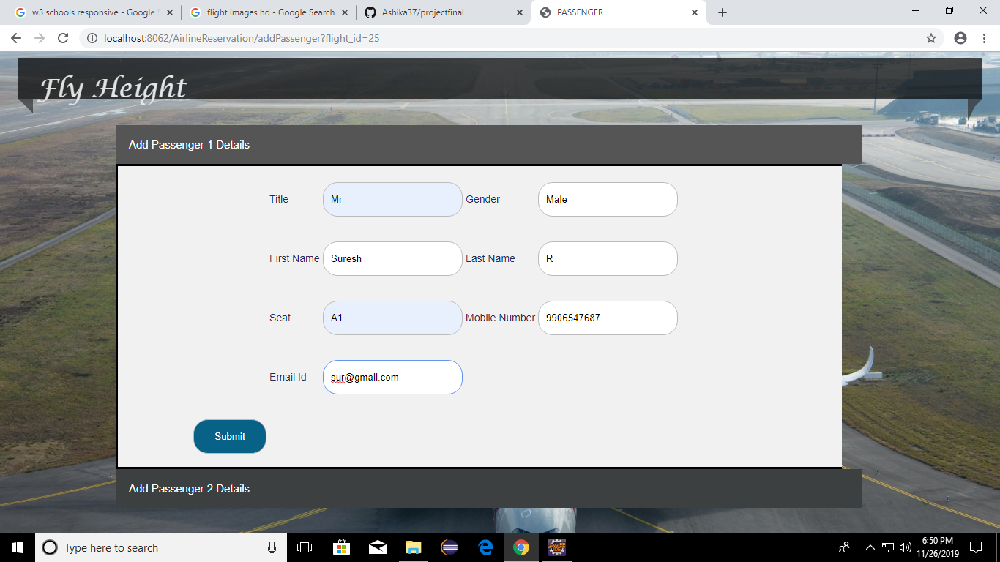 w3 schools responsive - Google S
flight images hd - Google Search
Ashika37/projectfinal
PASSENGER
localhost:8062/AirlineReservation/addPassenger?flight_id=25
Fly Height
Add Passenger 1 Details
Title Mr Gender Male
First Name Suresh Last Name R
Seat A1 Mobile Number 9906547687
Email Id sur@gmail.com
Submit
Add Passenger 2 Details
Type here to search
Java EE
IDE
6:50 PM
11/26/2019